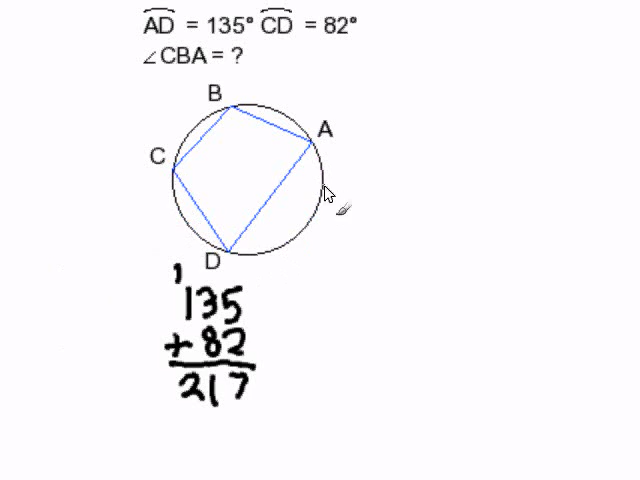 AD = 135° CD = 82°
∠CBA = ?
B
A
C
D
1
135
+ 82
217